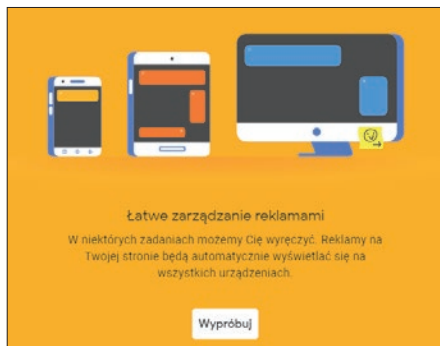 Łatwe zarządzanie reklamami
W niektórych zadaniach możemy Cię wyręczyć. Reklamy na
Twojej stronie będą automatycznie wyświetlać się na
wszystkich urządzeniach.
Wypróbuj